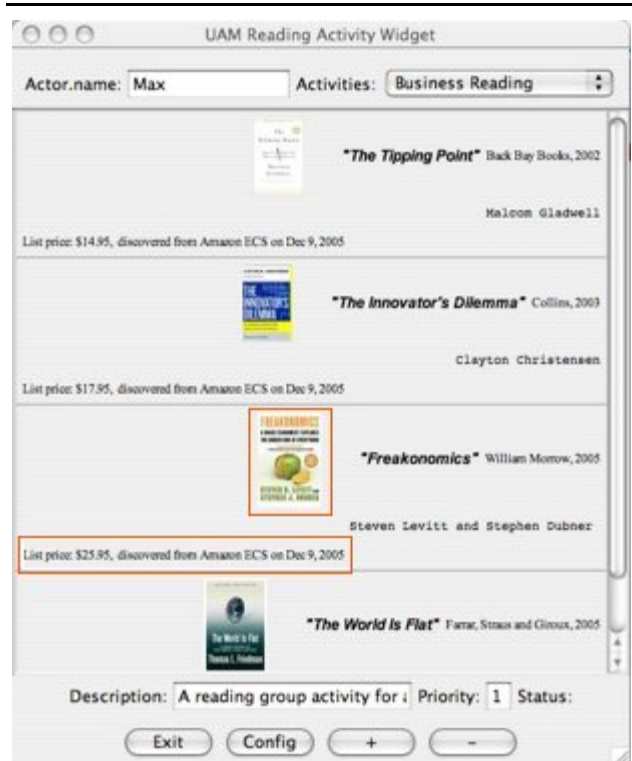 UAM Reading Activity Widget
Actor.name: Max Activities: Business Reading
"The Tipping Point" Back Bay Books, 2002
Malcom Gladwell
List price: $14.95, discovered from Amazon ECS on Dec 9, 2005
THE INNOVATOR'S DILEMMA
"The Innovator's Dilemma" Collins, 2003
Clayton Christensen
List price: $17.95, discovered from Amazon ECS on Dec 9, 2005
FREAKONOMICS
"Freakonomics" William Morrow, 2005
Steven Levitt and Stephen Dubner
List price: $25.95, discovered from Amazon ECS on Dec 9, 2005
The World Is Flat
Thomas L. Friedman
"The World Is Flat" Farrar, Straus and Giroux, 2005
Description: A reading group activity for Priority: 1 Status:
Exit Config + -